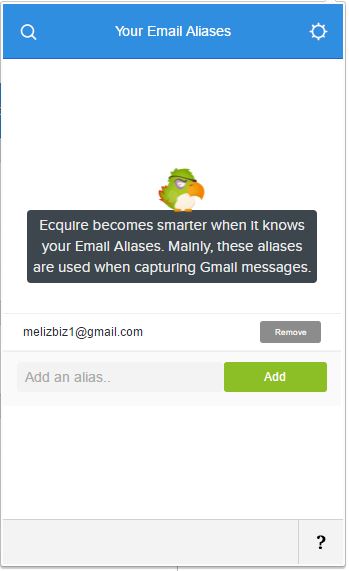 Your Email Aliases
Ecquire becomes smarter when it knows
your Email Aliases. Mainly, these aliases
are used when capturing Gmail messages.
melizbiz1@gmail.com Remove
Add an alias.. Add
?